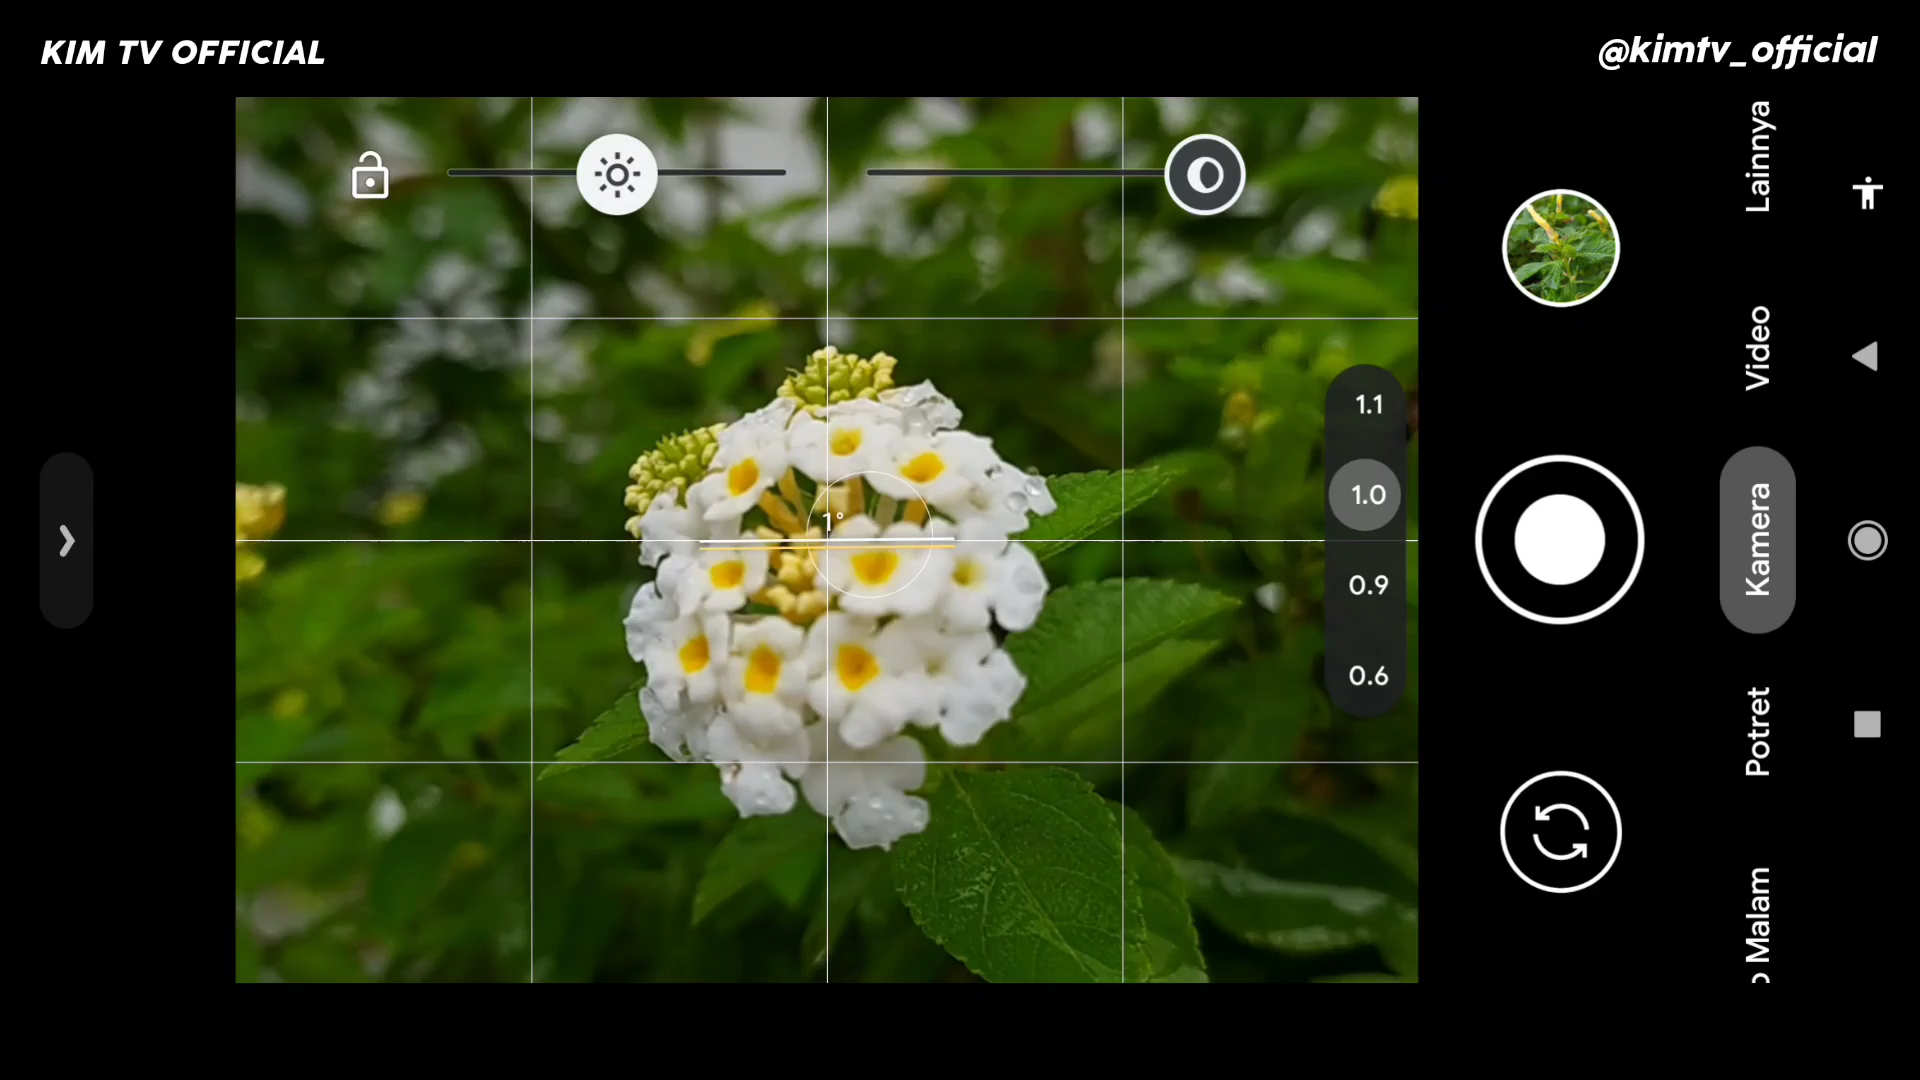 KIM TV OFFICIAL
@kimtv_official
1.1
1.0
0.9
0.6
1°
Lainnya
Video
Kamera
Potret
o Malam